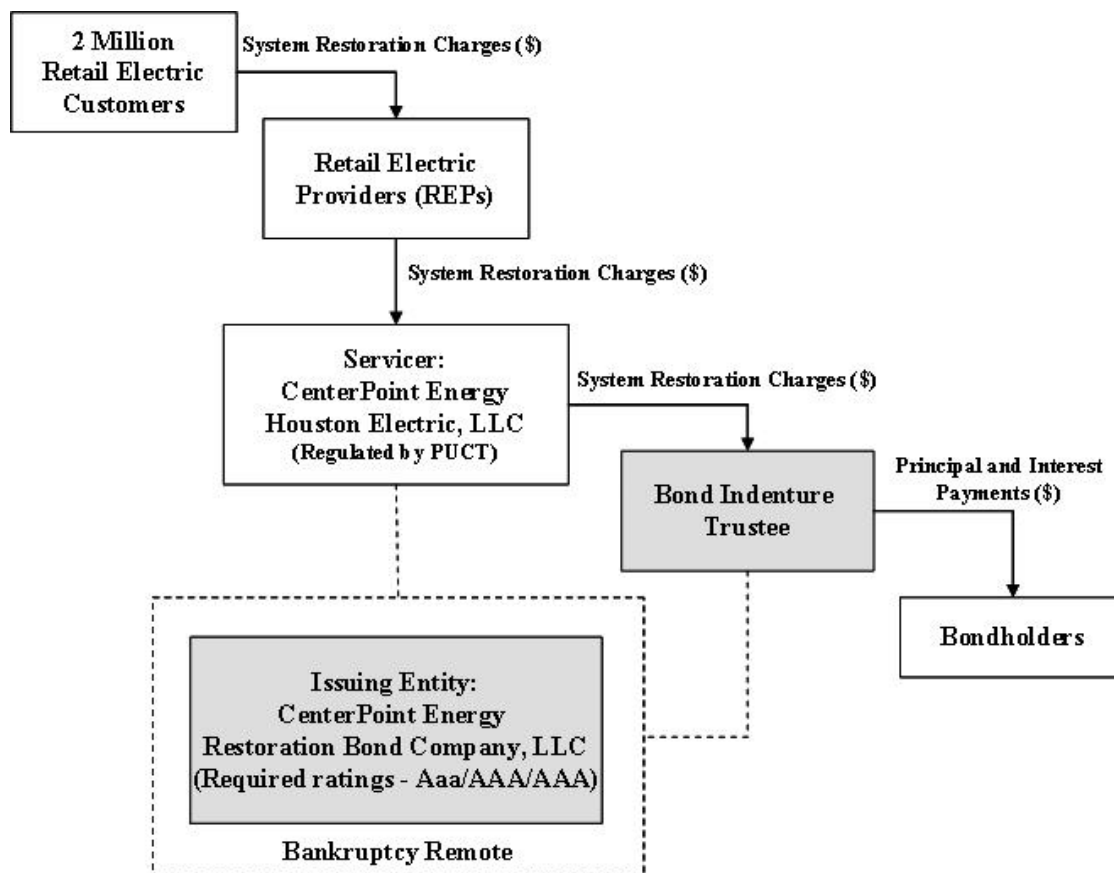 2 Million
Retail Electric
Customers
System Restoration Charges ($)
Retail Electric
Providers (REPs)
System Restoration Charges ($)
Servicer:
CenterPoint Energy
Houston Electric, LLC
(Regulated by PUCT)
System Restoration Charges ($)
Bond Indenture
Trustee
Principal and Interest
Payments ($)
Bondholders
Issuing Entity:
CenterPoint Energy
Restoration Bond Company, LLC
(Required ratings - Aaa/AAA/AAA)
Bankruptcy Remote